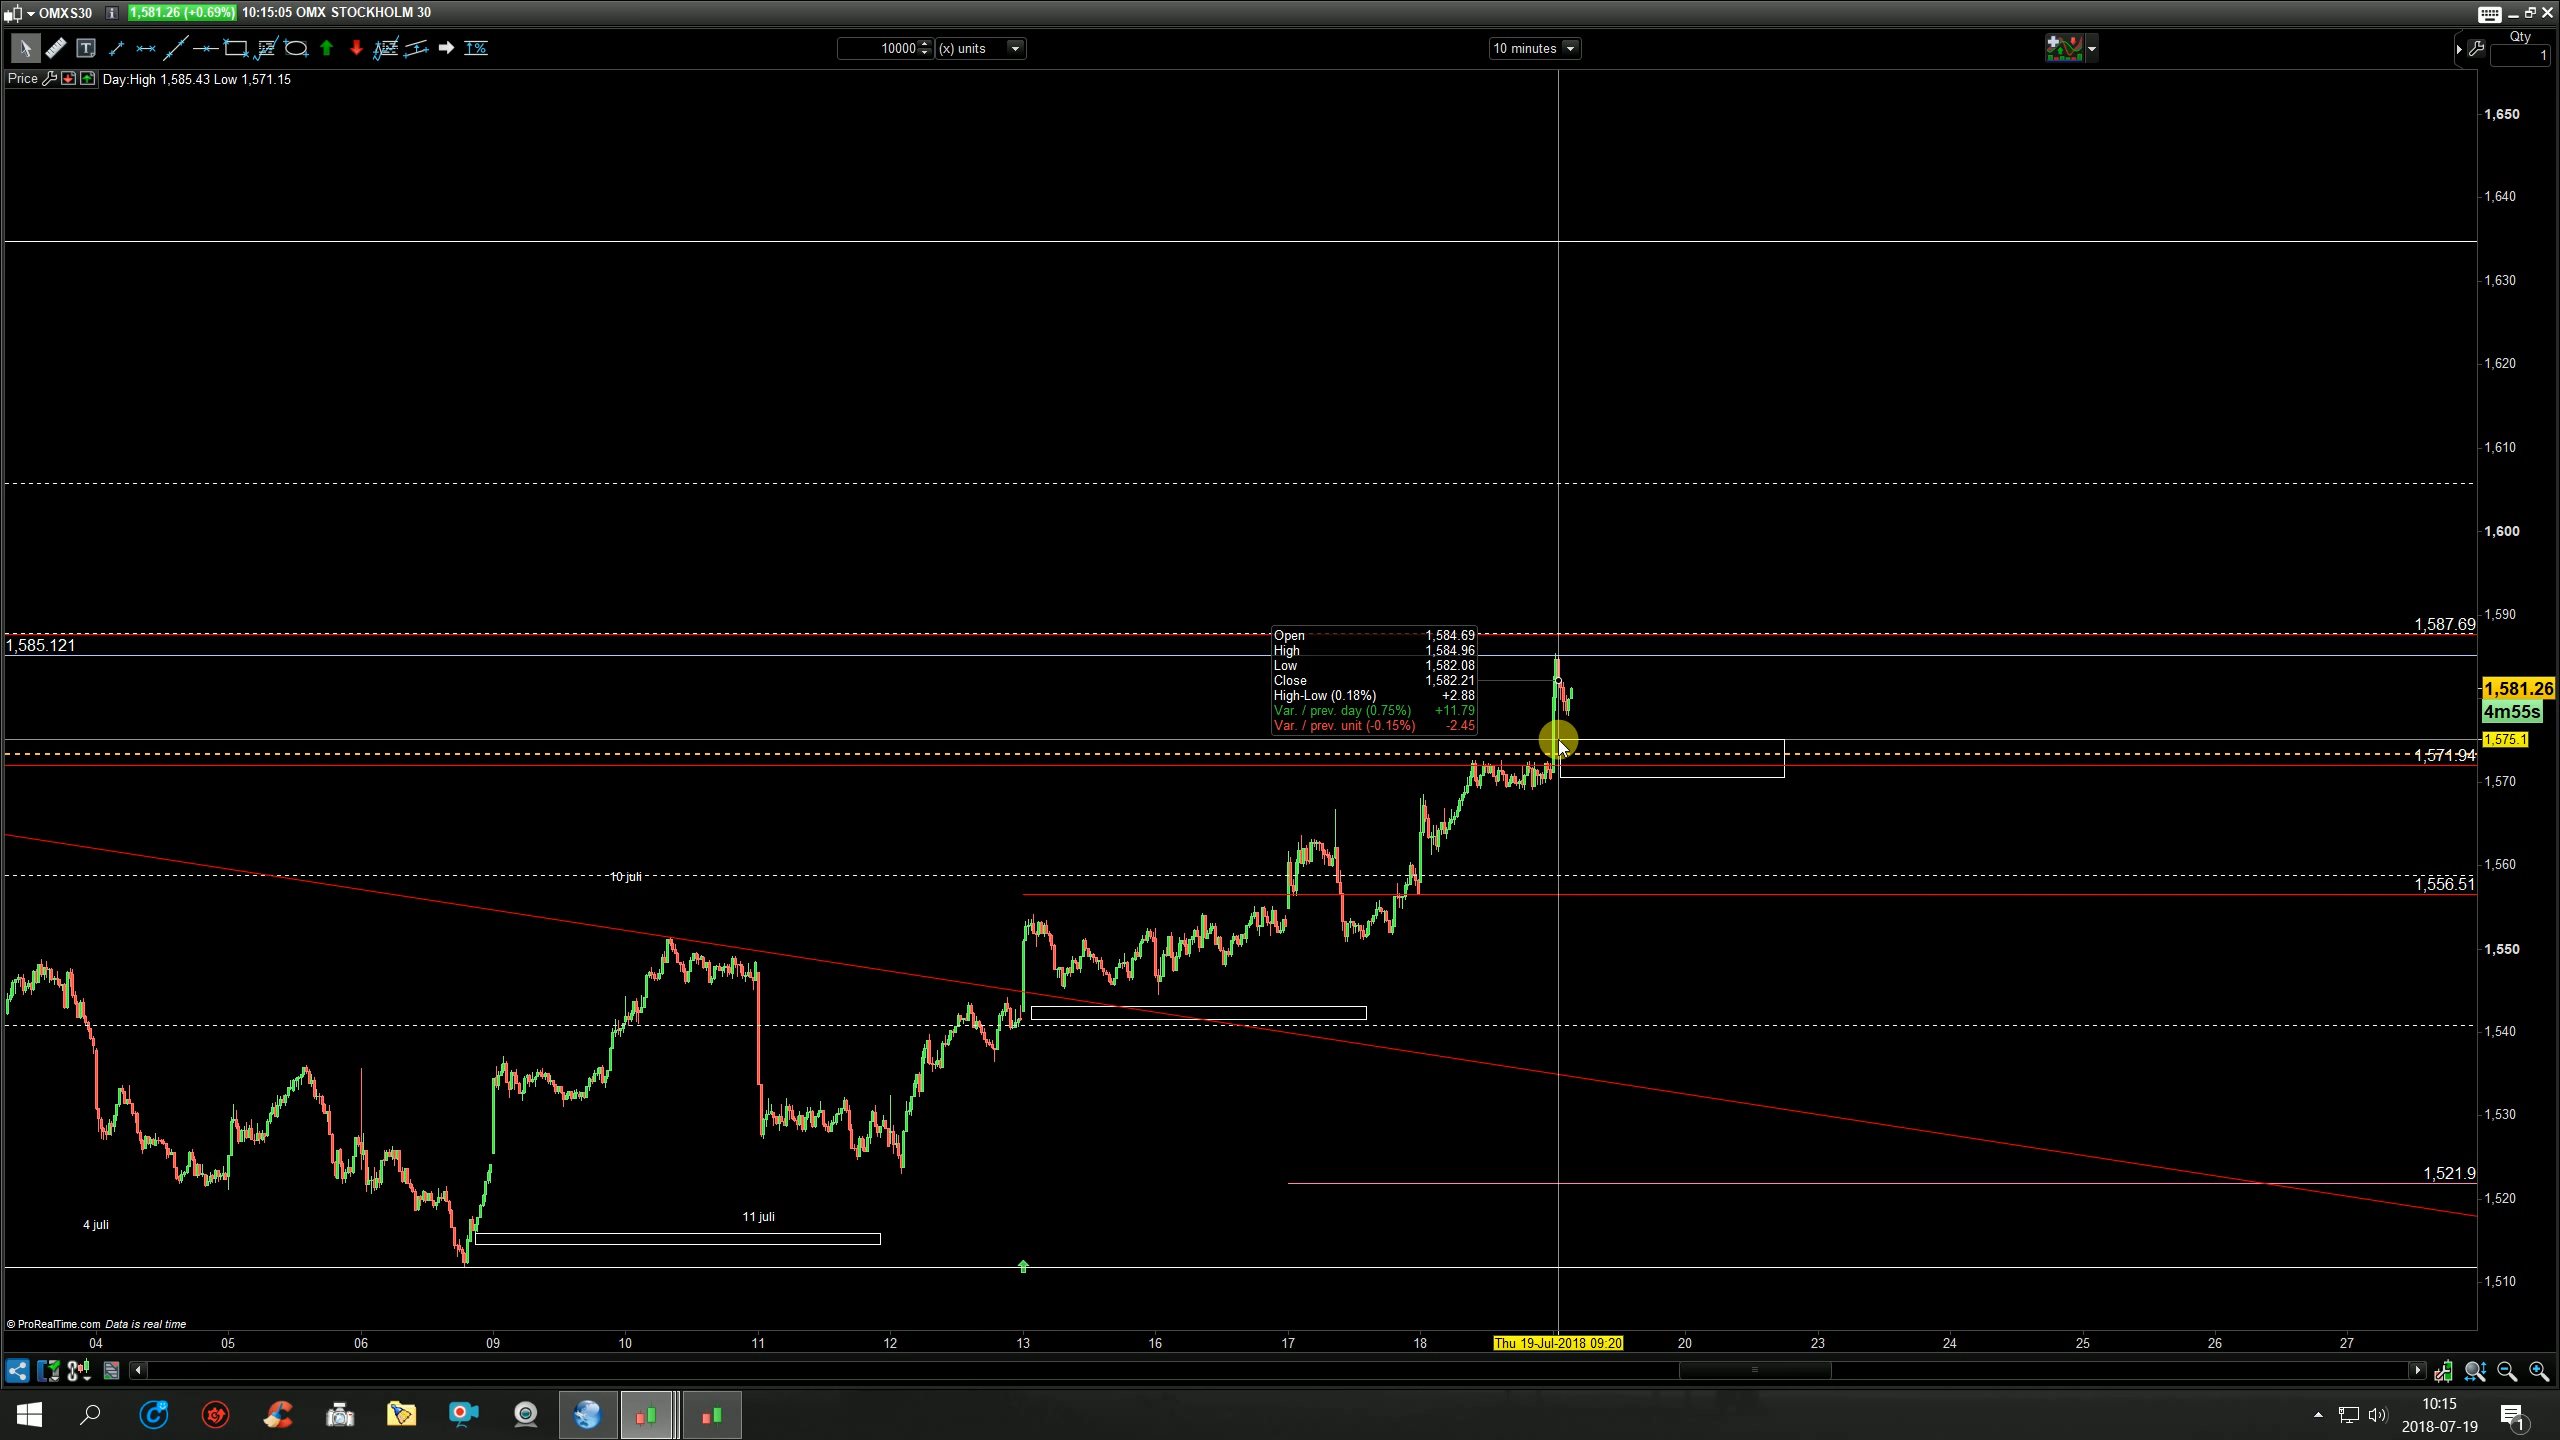 OMXS30 i 1,581.26 (+0.69%) 10:15:05 OMX STOCKHOLM 30
Qty
T 10000 (x) units 10 minutes 1
Price Day:High 1,585.43 Low 1,571.15
1,650
1,640
1,630
1,620
1,610
1,600
1,590
1,587.69
1,585.121
Open 1,584.69
High 1,584.96
Low 1,582.08
Close 1,582.21
High-Low (0.18%) +2.88
Var. / prev. day (0.75%) +11.79
Var. / prev. unit (-0.15%) -2.45
1,581.26
4m55s
1,575.1
1,571.94
1,570
1,560
10 juli
1,556.51
1,550
1,540
1,530
1,521.9
1,520
4 juli
11 juli
1,510
© ProRealTime.com Data is real time
04 05 06 09 10 11 12 13 16 17 18 Thu 19-Jul-2018 09:20 20 23 24 25 26 27
10:15
2018-07-19
1